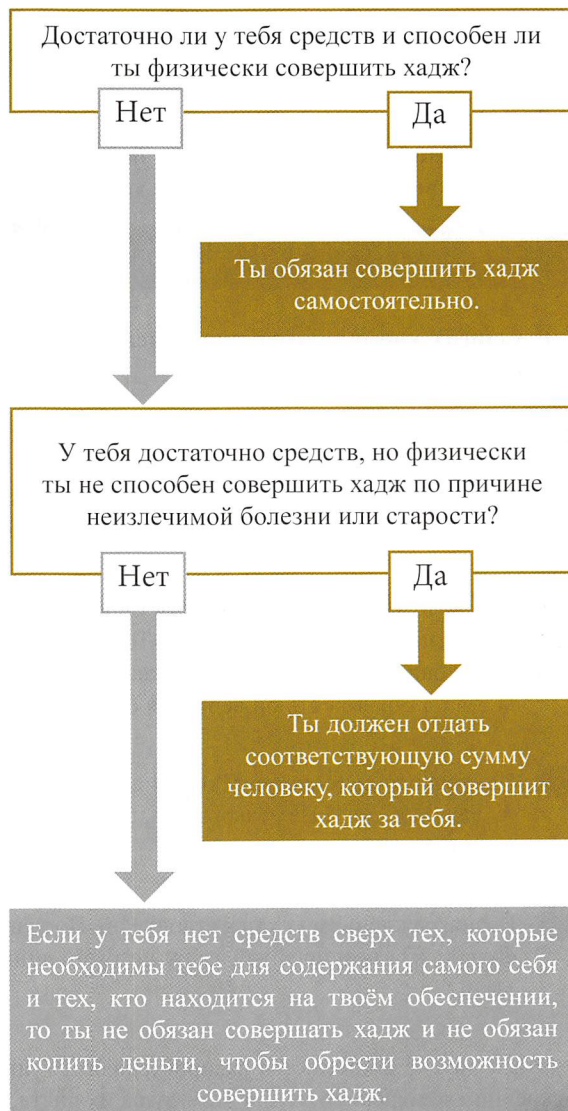 Достаточно ли у тебя средств и способен ли
ты физически совершить хадж?
Нет
Да
Ты обязан совершить хадж
самостоятельно.
У тебя достаточно средств, но физически
ты не способен совершить хадж по причине
неизлечимой болезни или старости?
Нет
Да
Ты должен отдать
соответствующую сумму
человеку, который совершит
хадж за тебя.
Если у тебя нет средств сверх тех, которые
необходимы тебе для содержания самого себя
и тех, кто находится на твоём обеспечении,
то ты не обязан совершать хадж и не обязан
копить деньги, чтобы обрести возможность
совершить хадж.